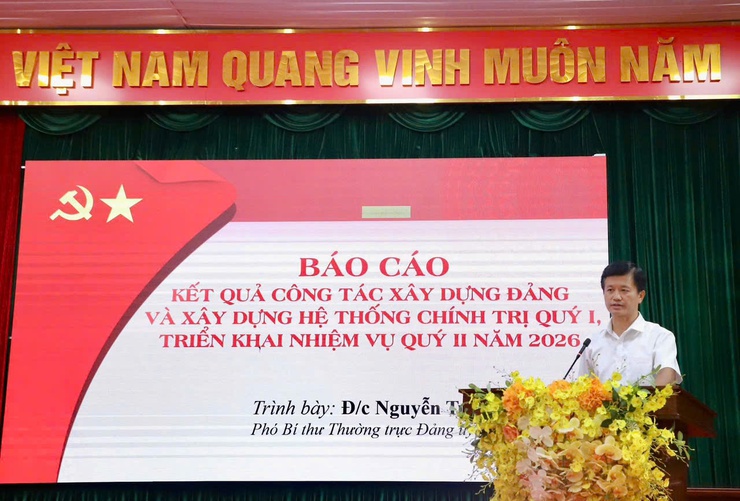 VIỆT NAM QUANG VINH MUÔN NĂM
BÁO CÁO
KẾT QUẢ CÔNG TÁC XÂY DỰNG ĐẢNG
VÀ XÂY DỰNG HỆ THỐNG CHÍNH TRỊ QUÝ I,
TRIỂN KHAI NHIỆM VỤ QUÝ II NĂM 2026
Trình bày: Đ/c Nguyễn
Phó Bí thư Thường trực Đảng